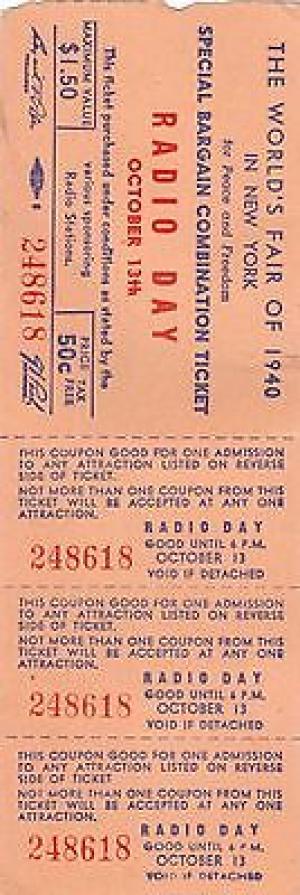 THE WORLD'S FAIR OF 1940
IN NEW YORK
for Peace and Freedom
SPECIAL BARGAIN COMBINATION TICKET
RADIO DAY
OCTOBER 13th
This ticket purchased under conditions as stated by the
various sponsoring
Radio Stations.
MAXIMUM VALUE
$1.50
PRICE TAX
50c FREE
248618
THIS COUPON GOOD FOR ONE ADMISSION
TO ANY ATTRACTION LISTED ON REVERSE
SIDE OF TICKET.
NOT MORE THAN ONE COUPON FROM THIS
TICKET WILL BE ACCEPTED AT ANY ONE
ATTRACTION.
RADIO DAY
GOOD UNTIL 6 P.M.
248618 OCTOBER 13
VOID IF DETACHED
THIS COUPON GOOD FOR ONE ADMISSION
TO ANY ATTRACTION LISTED ON REVERSE
SIDE OF TICKET.
NOT MORE THAN ONE COUPON FROM THIS
TICKET WILL BE ACCEPTED AT ANY ONE
ATTRACTION.
RADIO DAY
GOOD UNTIL 6 P.M.
248618 OCTOBER 13
VOID IF DETACHED
THIS COUPON GOOD FOR ONE ADMISSION
TO ANY ATTRACTION LISTED ON REVERSE
SIDE OF TICKET
NOT MORE THAN ONE COUPON FROM THIS
TICKET WILL BE ACCEPTED AT ANY ONE
ATTRACTION.
RADIO DAY
GOOD UNTIL 6 P.M.
248618 OCTOBER 13
VOID IF DETACHED